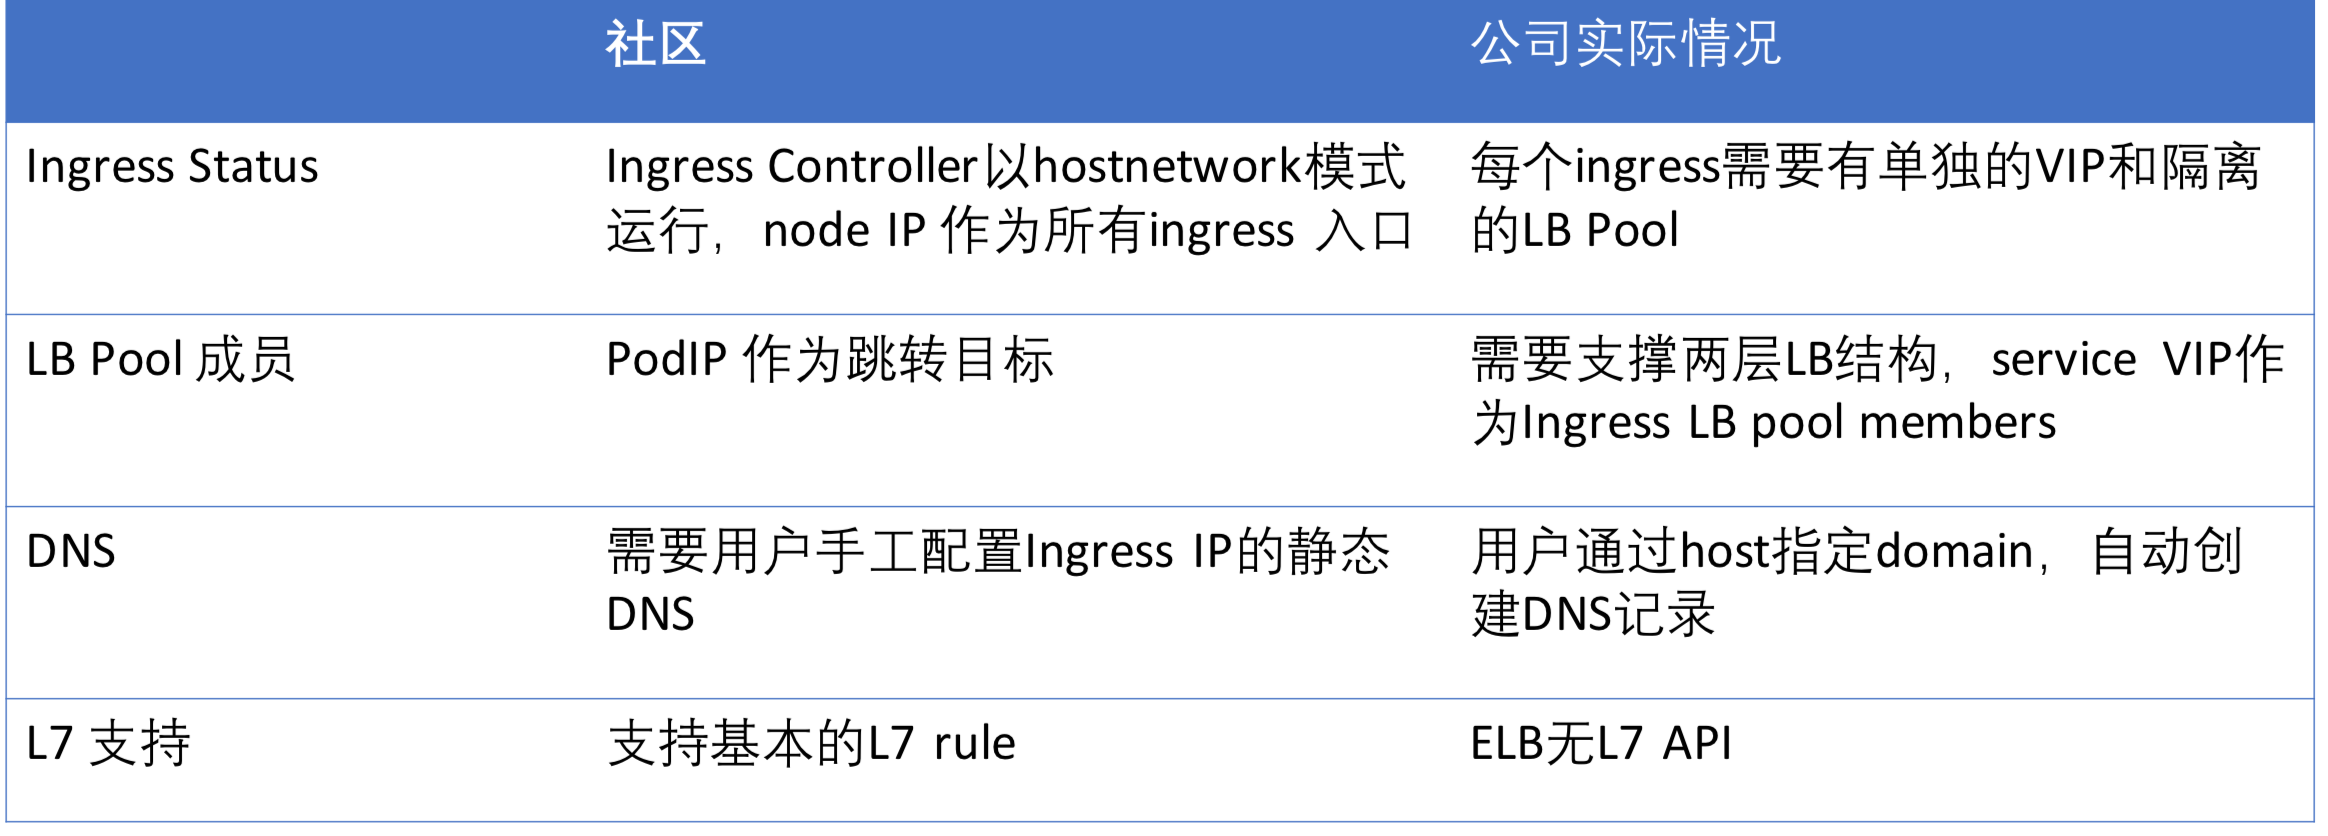 社区
公司实际情况
Ingress Status
Ingress Controller以hostnetwork模式
运行，node IP 作为所有ingress 入口
每个ingress需要有单独的VIP和隔离
的LB Pool
LB Pool 成员
PodIP 作为跳转目标
需要支撑两层LB结构，service VIP作
为Ingress LB pool members
DNS
需要用户手工配置Ingress IP的静态
DNS
用户通过host指定domain，自动创
建DNS记录
L7 支持
支持基本的L7 rule
ELB无L7 API